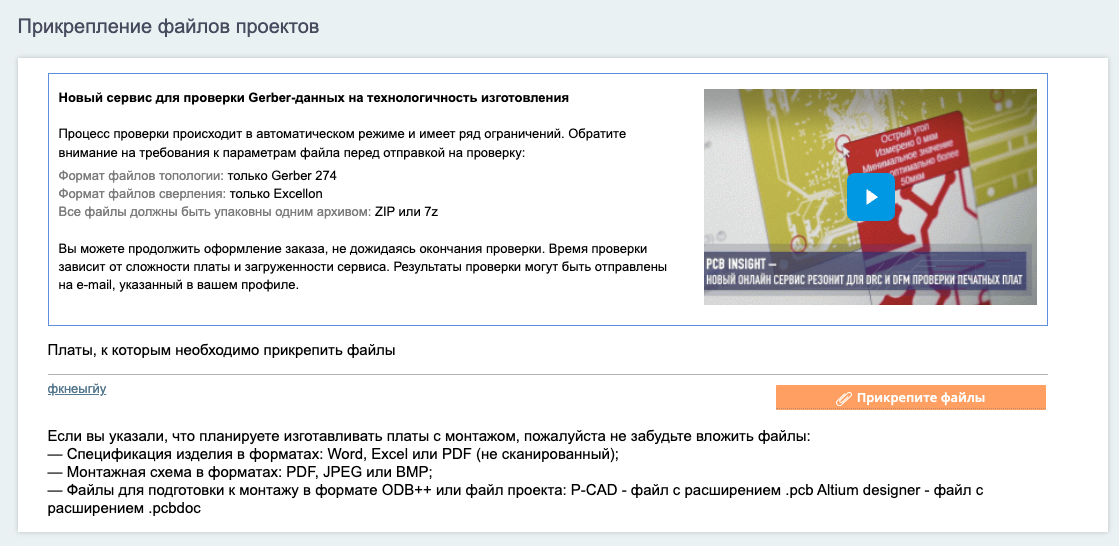 Прикрепление файлов проектов
Новый сервис для проверки Gerber-данных на технологичность изготовления
Процесс проверки происходит в автоматическом режиме и имеет ряд ограничений. Обратите
внимание на требования к параметрам файла перед отправкой на проверку:
Формат файлов топологии: только Gerber 274
Формат файлов сверления: только Excellon
Все файлы должны быть упаковны одним архивом: ZIP или 7z
Вы можете продолжить оформление заказа, не дожидаясь окончания проверки. Время проверки
зависит от сложности платы и загруженности сервиса. Результаты проверки могут быть отправлены
на e-mail, указанный в вашем профиле.
Острый угол
Измерено 0 мкм
Минимальное значение
оптимально более
50мкм
PCB INSIGHT —
НОВЫЙ ОНЛАЙН СЕРВИС РЕЗОНИТ ДЛЯ DRC И DFM ПРОВЕРКИ ПЕЧАТНЫХ ПЛАТ
Платы, к которым необходимо прикрепить файлы
фкнеыгйу
Прикрепите файлы
Если вы указали, что планируете изготавливать платы с монтажом, пожалуйста не забудьте вложить файлы:
— Спецификация изделия в форматах: Word, Excel или PDF (не сканированный);
— Монтажная схема в форматах: PDF, JPEG или BMP;
— Файлы для подготовки к монтажу в формате ODB++ или файл проекта: P-CAD - файл с расширением .pcb Altium designer - файл с
расширением .pcbdoc